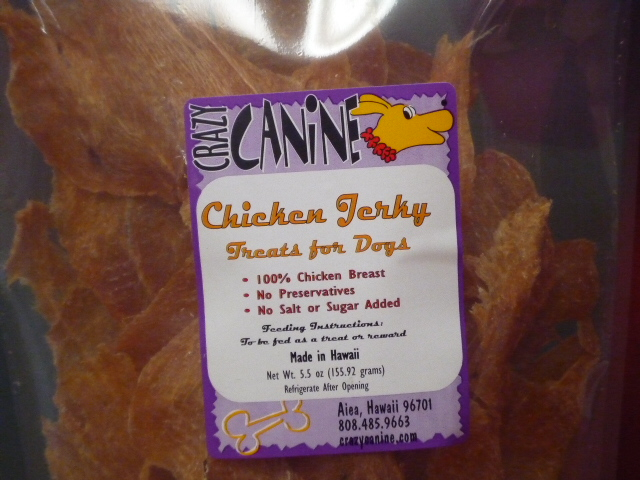 CRAZY CANiNE
Chicken Jerky
Treats for Dogs
• 100% Chicken Breast
• No Preservatives
• No Salt or Sugar Added
Feeding Instructions:
To be fed as a treat or reward
Made in Hawaii
Net Wt. 5.5 oz (155.92 grams)
Refrigerate After Opening
Aiea, Hawaii 96701
808.485.9663
crazycanine.com